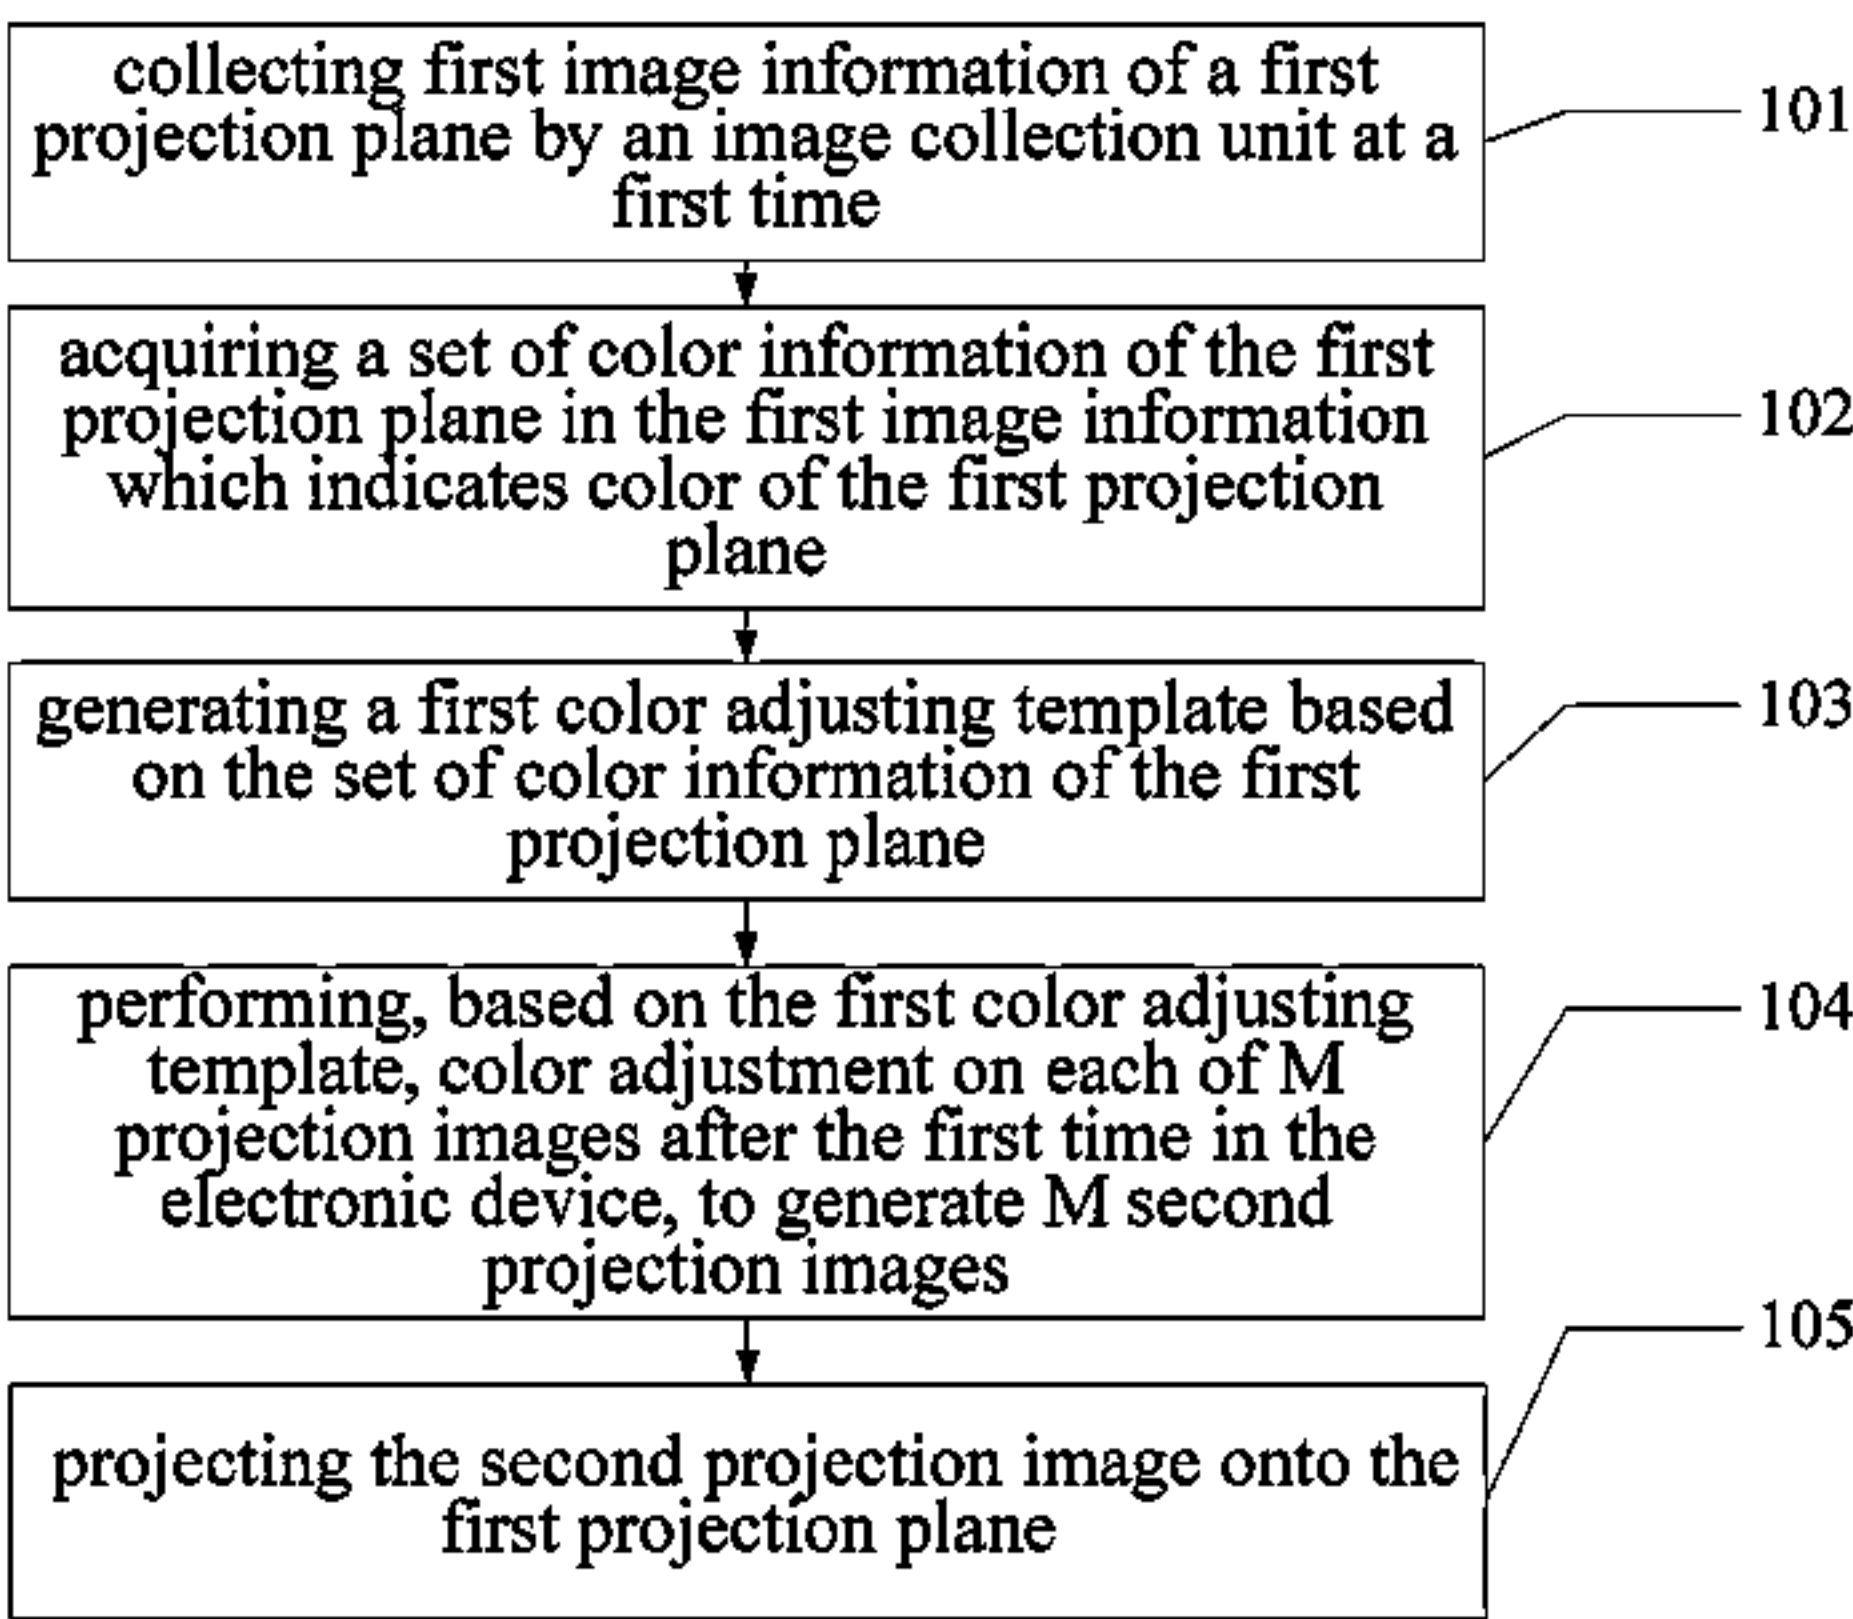 collecting first image information of a first
projection plane by an image collection unit at a
first time
101
acquiring a set of color information of the first
projection plane in the first image information
which indicates color of the first projection
plane
102
generating a first color adjusting template based
on the set of color information of the first
projection plane
103
performing, based on the first color adjusting
template, color adjustment on each of M
projection images after the first time in the
electronic device, to generate M second
projection images
104
projecting the second projection image onto the
first projection plane
105